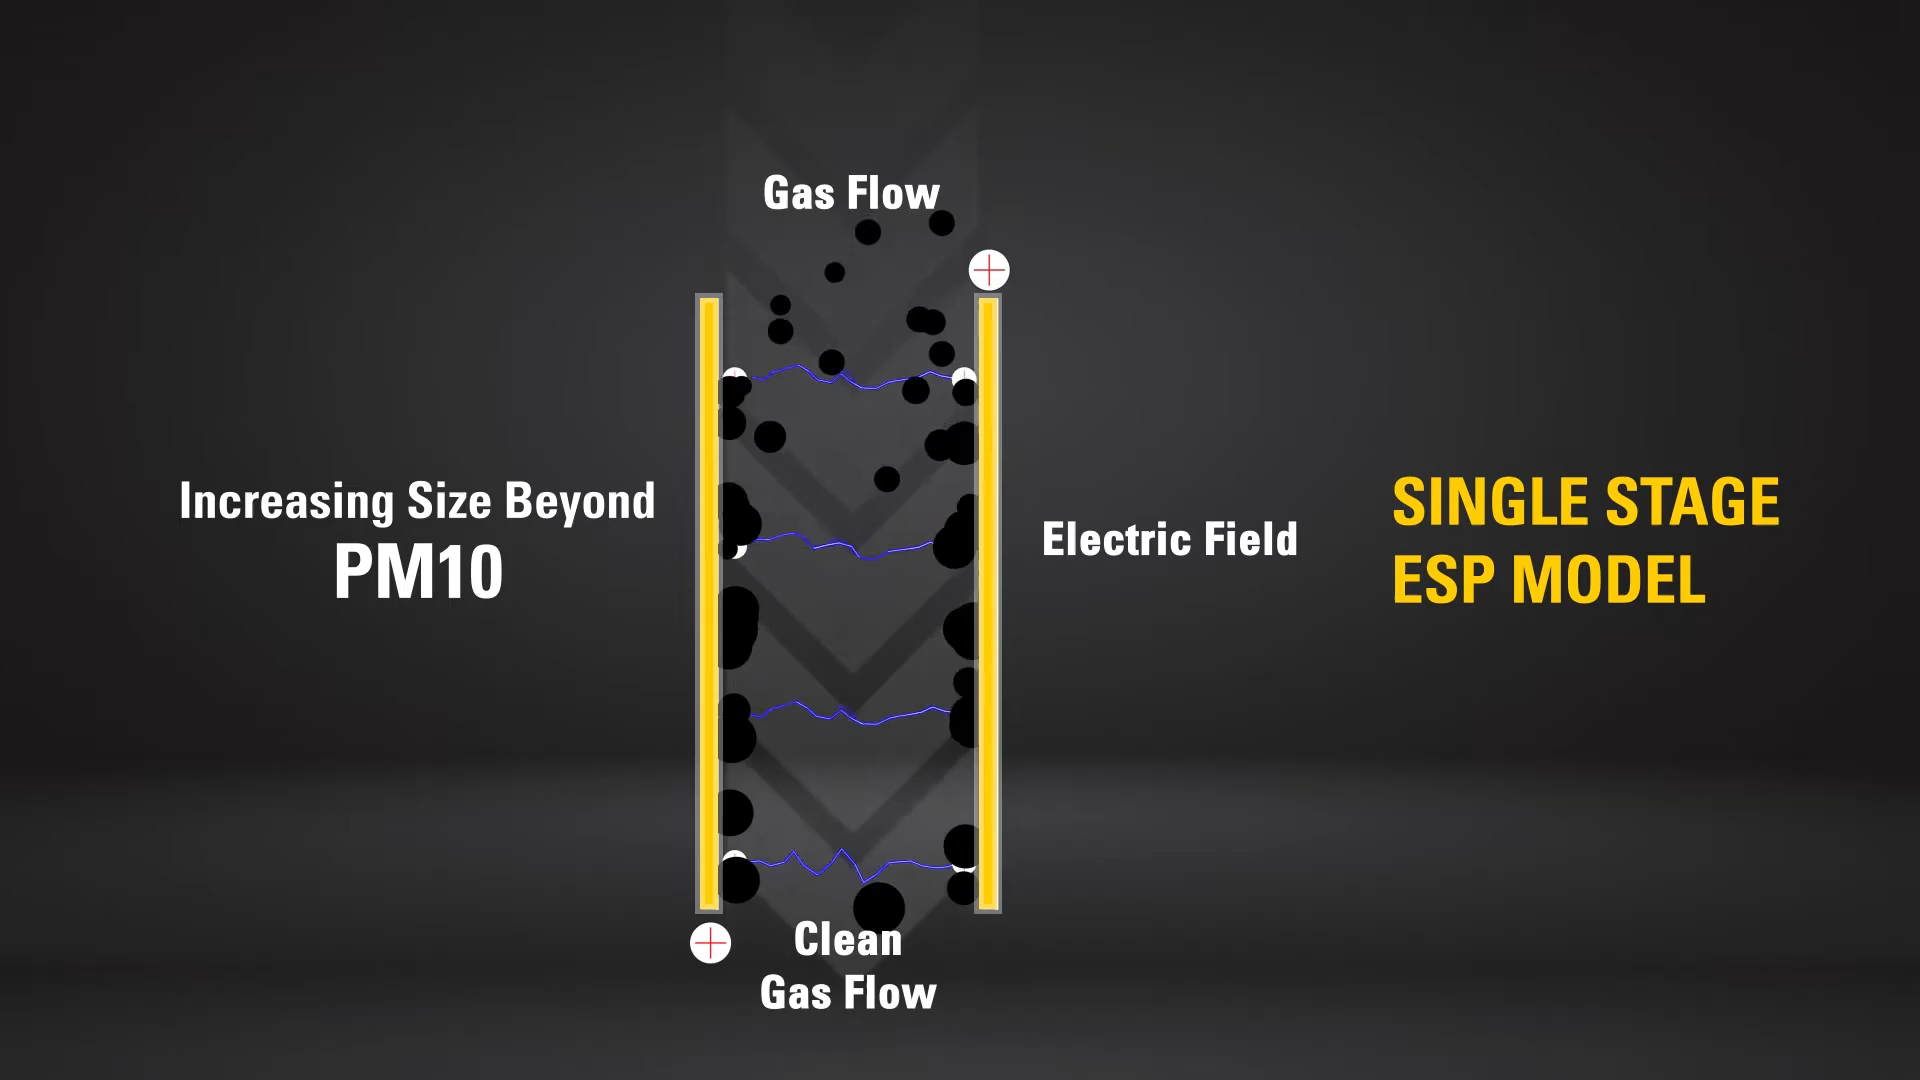 Gas Flow
Increasing Size Beyond
PM10
Electric Field
SINGLE STAGE
ESP MODEL
Clean
Gas Flow